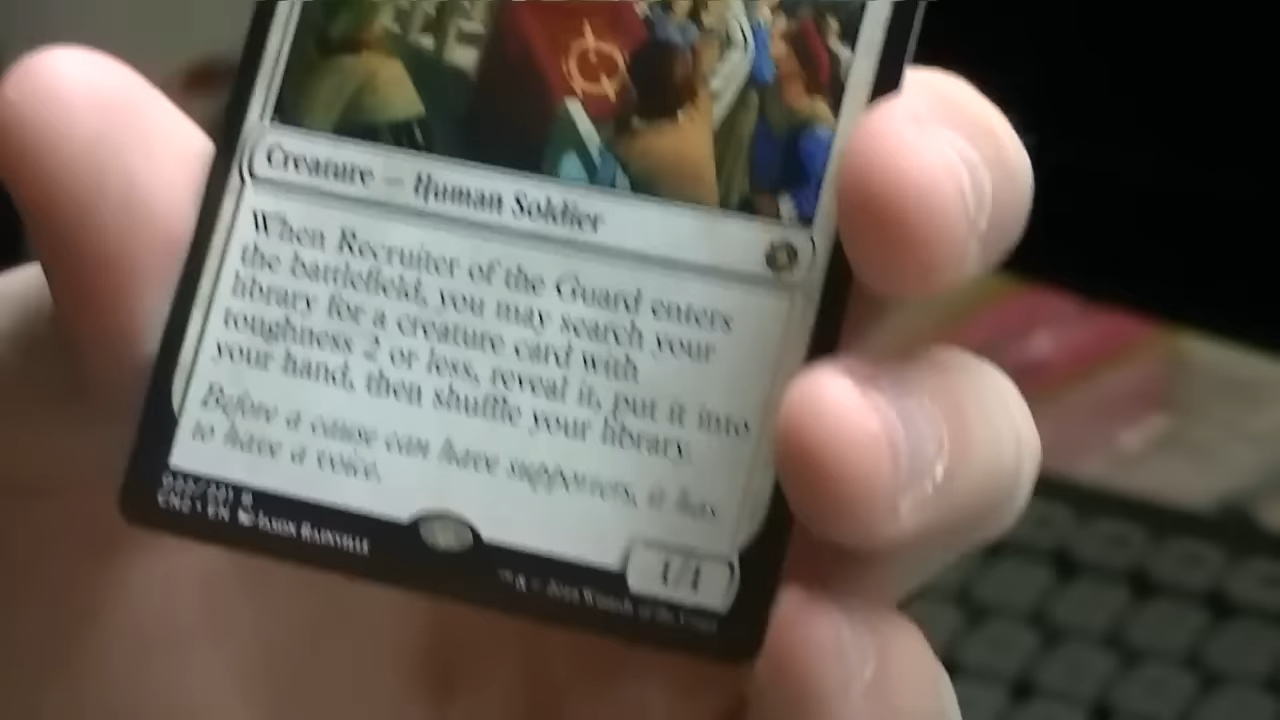 Creature – Human Soldier
When Recruiter of the Guard enters
the battlefield, you may search your
library for a creature card with
toughness 2 or less, reveal it, put it into
your hand, then shuffle your library.
Before a cause can have supporters, it has
to have a voice.
CN2 • EN
1/1